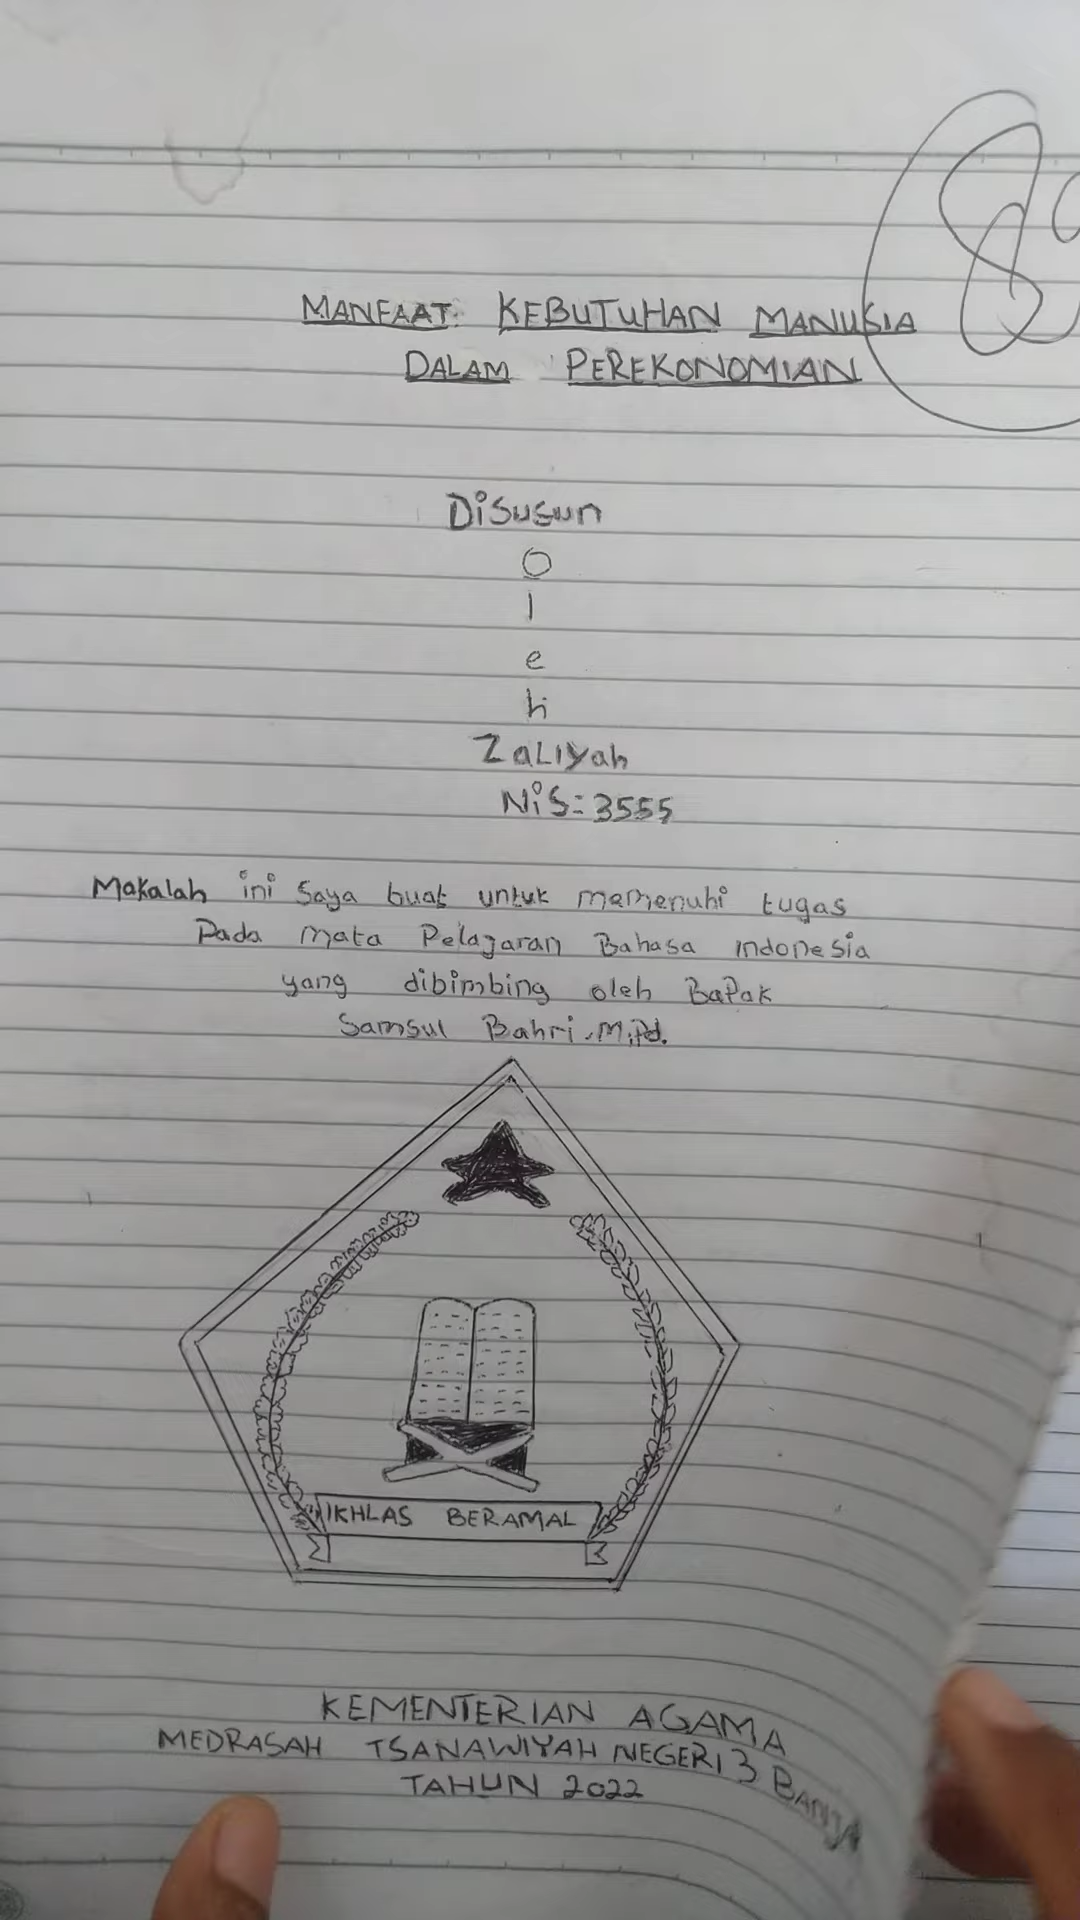 MANFAAT KEBUTUHAN MANUSIA
DALAM PEREKONOMIAN
Disusun
O
l
e
h
ZaLIyah
NiS: 3555
Makalah ini Saya buat untuk memenuhi tugas
Pada mata Pelajaran Bahasa indonesia
yang dibimbing oleh BaPak
Samsul Bahri.M.Pd.
IKHLAS BERAMAL
KEMENTERIAN AGAMA
MEDRASAH TSANAWIYAH NEGERI 3
TAHUN 2022